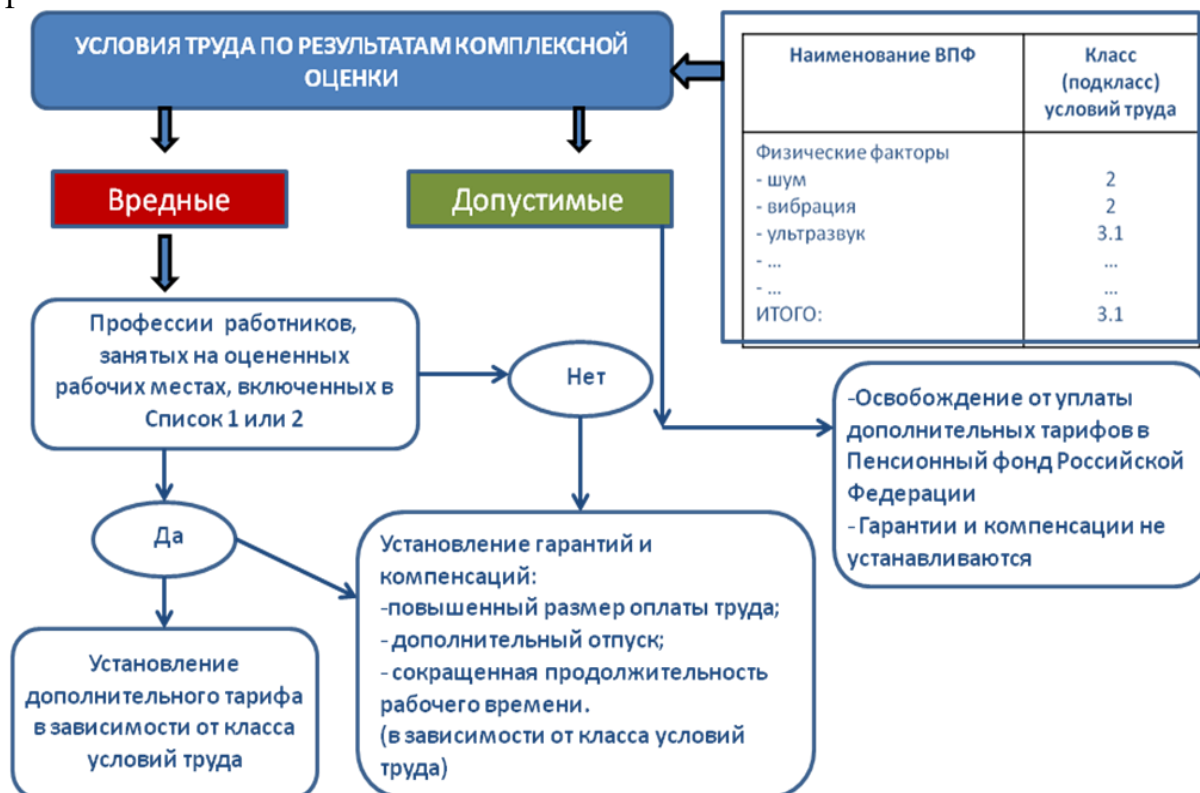 УСЛОВИЯ ТРУДА ПО РЕЗУЛЬТАТАМ КОМПЛЕКСНОЙ
ОЦЕНКИ
Наименование ВПФ
Класс
(подкласс)
условий труда
Физические факторы
- шум 2
- вибрация 2
- ультразвук 3.1
- ... ...
- ... ...
ИТОГО: 3.1
Вредные
Допустимые
Профессии работников,
занятых на оцененных
рабочих местах, включенных в
Список 1 или 2
Нет
-Освобождение от уплаты
дополнительных тарифов в
Пенсионный фонд Российской
Федерации
- Гарантии и компенсации не
устанавливаются
Да
Установление гарантий и
компенсаций:
-повышенный размер оплаты труда;
- дополнительный отпуск;
- сокращенная продолжительность
рабочего времени.
(в зависимости от класса условий
труда)
Установление
дополнительного тарифа
в зависимости от класса
условий труда